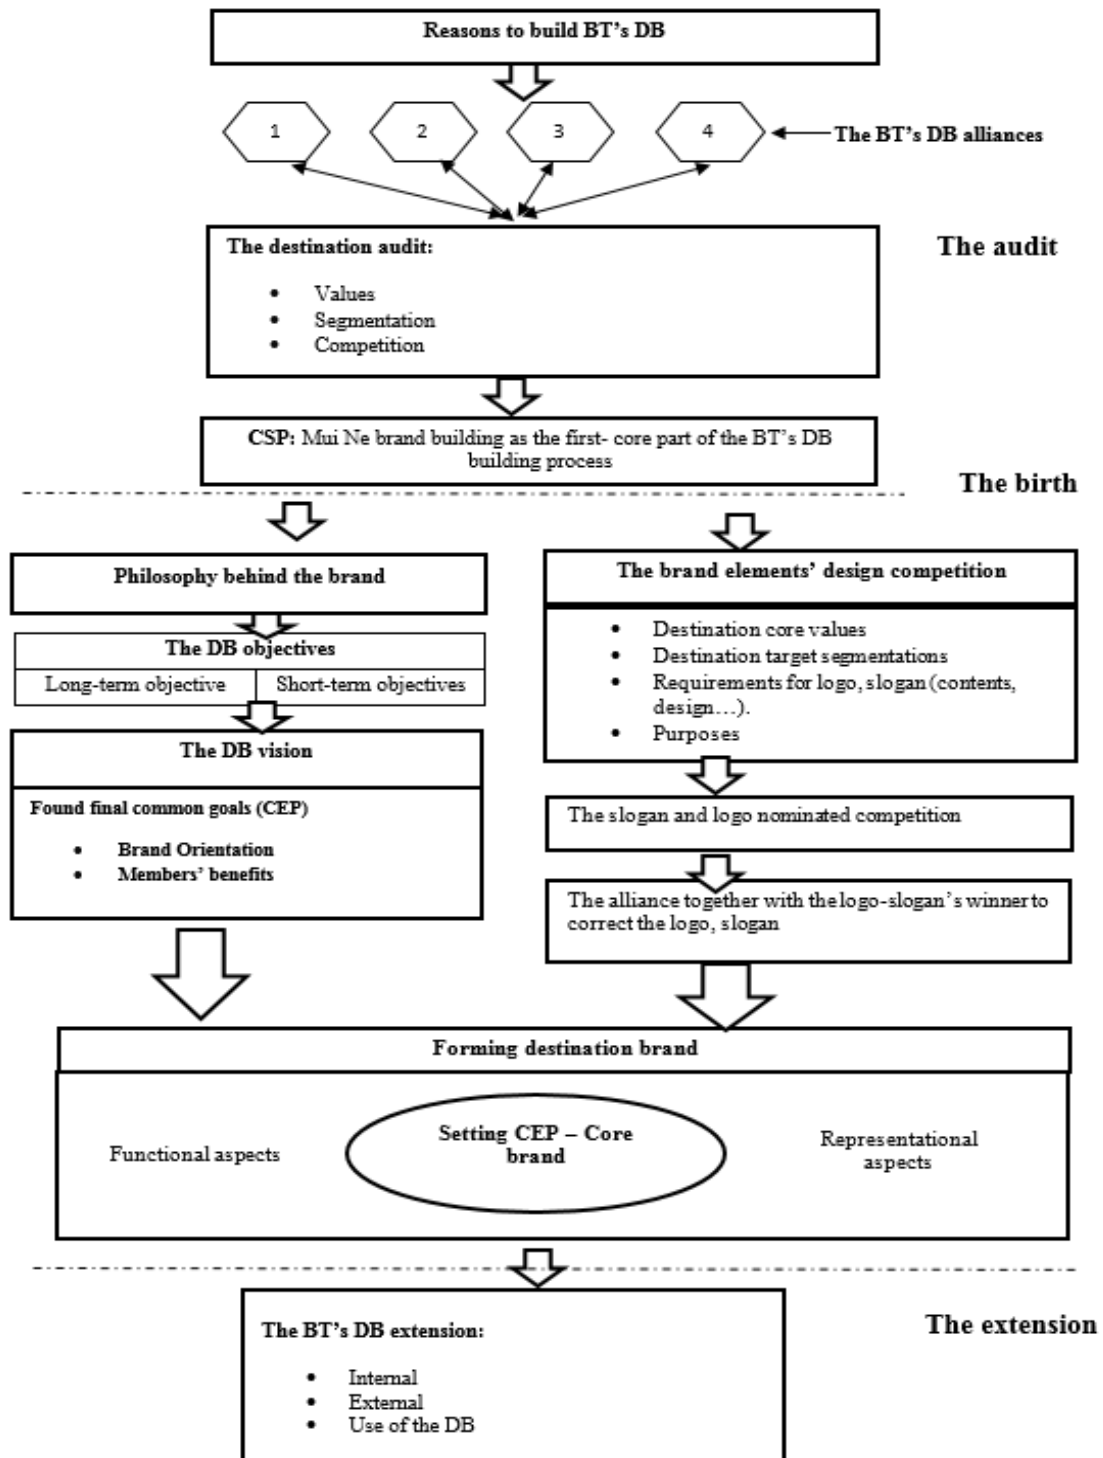 Reasons to build BT's DB
1
2
3
4
The BT's DB alliances
The audit
The destination audit:
• Values
• Segmentation
• Competition
CSP: Mui Ne brand building as the first- core part of the BT's DB
building process
The birth
Philosophy behind the brand
The DB objectives
Long-term objective
Short-term objectives
The DB vision
Found final common goals (CEP)
• Brand Orientation
• Members' benefits
The brand elements' design competition
• Destination core values
• Destination target segmentations
• Requirements for logo, slogan (contents,
design…).
• Purposes
The slogan and logo nominated competition
The alliance together with the logo-slogan's winner to
correct the logo, slogan
Forming destination brand
Functional aspects
Setting CEP – Core
brand
Representational
aspects
The extension
The BT's DB extension:
• Internal
• External
• Use of the DB